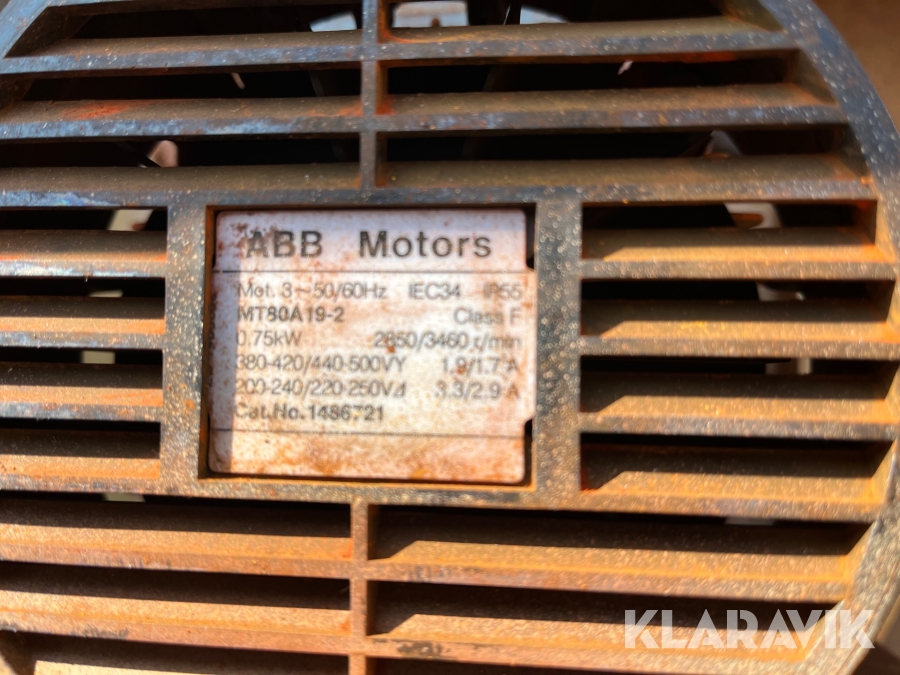 ABB Motors
Mot. 3~50/60Hz IEC34 IP55
MT80A19-2 Class F
0.75kW 2850/3460 r/min
380-420/440-500VY 1.9/1.7 A
200-240/220-250VΔ 3.3/2.9 A
Cat.No.1486721
KLARAVIK